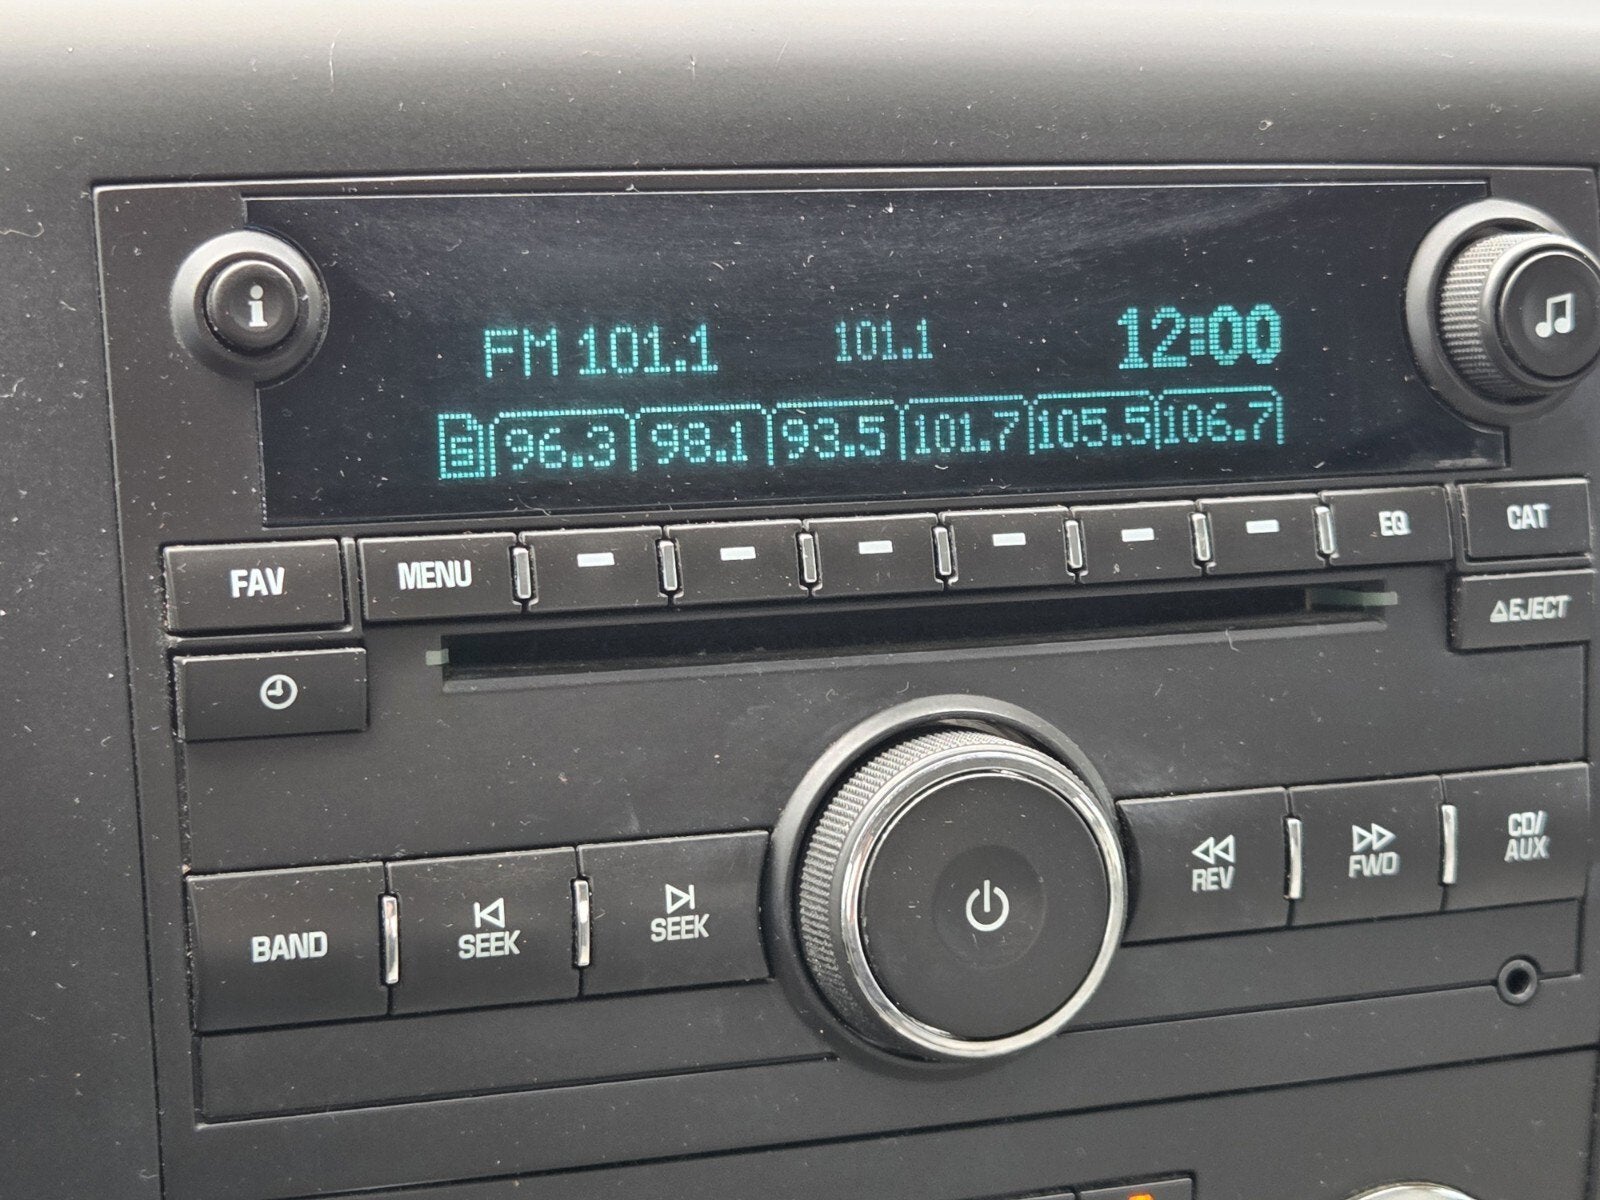 i
FM 101.1 101.1 12:00
96.3 98.1 93.5 101.7 105.5 106.7
FAV MENU EQ CAT
EJECT
BAND SEEK SEEK REV FWD CD/
AUX